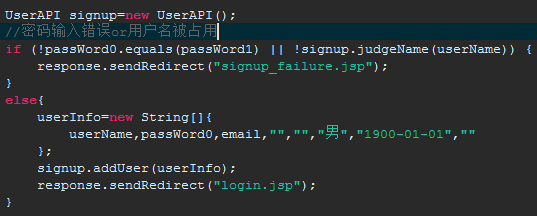 UserAPI signup=new UserAPI();
//密码输入错误or用户名被占用
if (!passWord0.equals(passWord1) || !signup.judgeName(userName)) {
    response.sendRedirect("signup_failure.jsp");
}
else{
    userInfo=new String[]{
        userName,passWord0,email,"","","男","1900-01-01",""
    };
    signup.addUser(userInfo);
    response.sendRedirect("login.jsp");
}